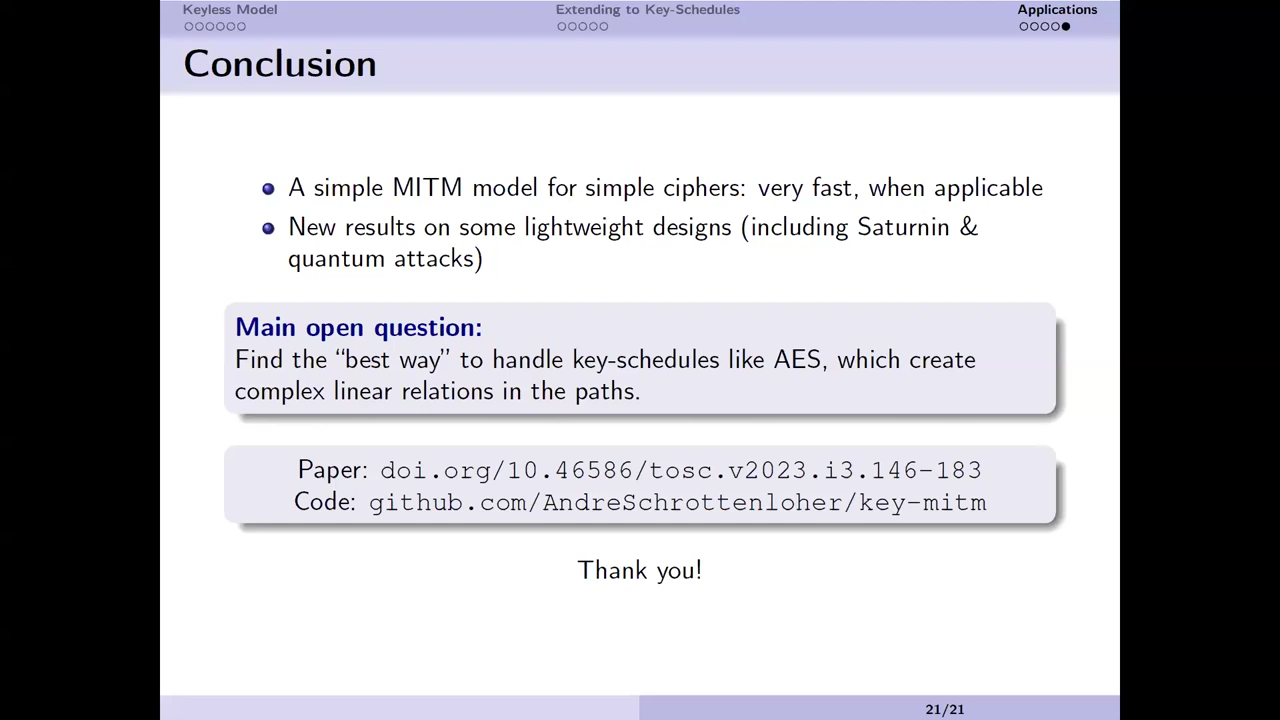 Keyless Model
Extending to Key-Schedules
Applications
Conclusion
A simple MITM model for simple ciphers: very fast, when applicable
New results on some lightweight designs (including Saturnin &
quantum attacks)
Main open question:
Find the “best way” to handle key-schedules like AES, which create
complex linear relations in the paths.
Paper: doi.org/10.46586/tosc.v2023.i3.146-183
Code: github.com/AndreSchrottenloher/key-mitm
Thank you!
21/21